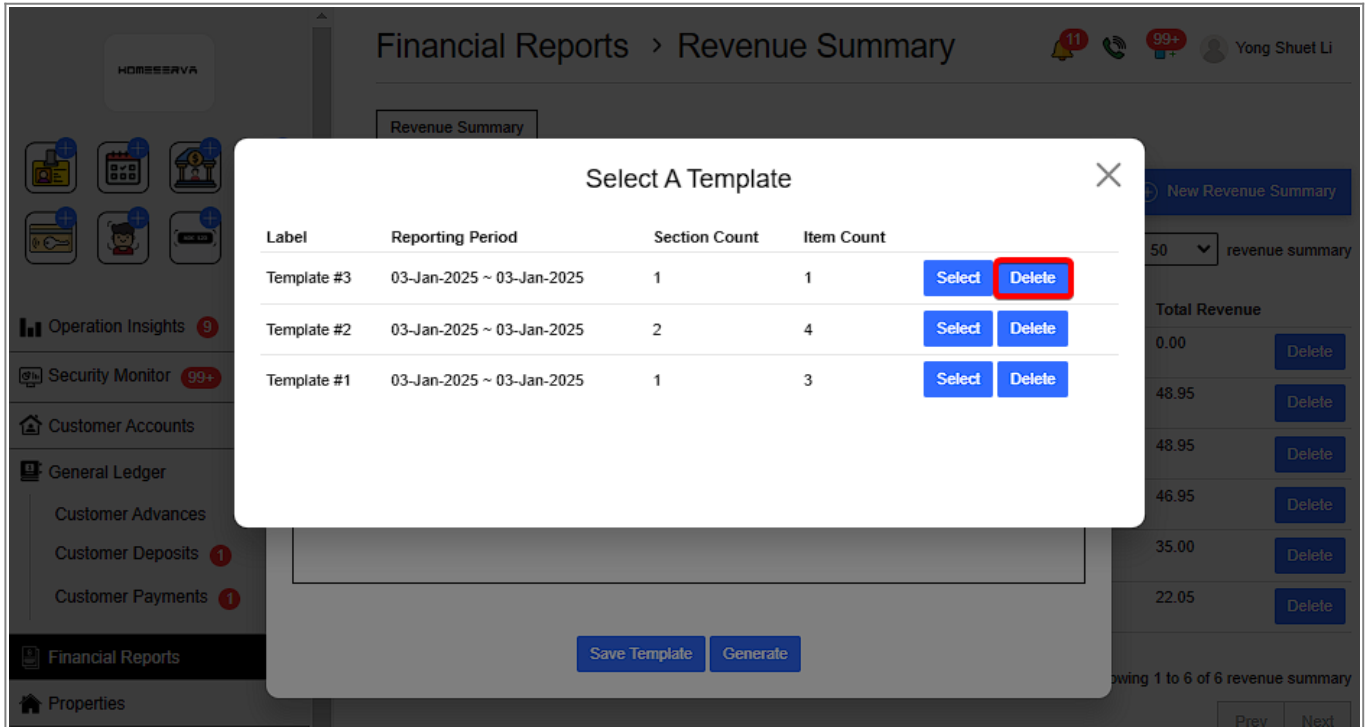 HOMESERVA
Financial Reports > Revenue Summary
11
99+
Yong Shuet Li
Revenue Summary
New Revenue Summary
50 revenue summary
Total Revenue
0.00 Delete
48.95 Delete
48.95 Delete
46.95 Delete
35.00 Delete
22.05 Delete
Select A Template
Label Reporting Period Section Count Item Count
Template #3 03-Jan-2025 ~ 03-Jan-2025 1 1 Select Delete
Template #2 03-Jan-2025 ~ 03-Jan-2025 2 4 Select Delete
Template #1 03-Jan-2025 ~ 03-Jan-2025 1 3 Select Delete
Operation Insights 9
Security Monitor 99+
Customer Accounts
General Ledger
Customer Advances
Customer Deposits 1
Customer Payments 1
Financial Reports
Properties
Save Template Generate
1 to 6 of 6 revenue summary
Prev Next